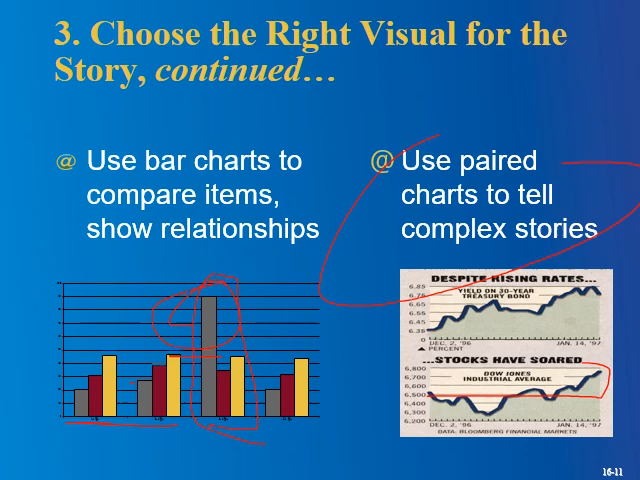 3. Choose the Right Visual for the
Story, continued…
@ Use bar charts to
compare items,
show relationships
@ Use paired
charts to tell
complex stories
DESPITE RISING RATES...
YIELD ON 30-YEAR
TREASURY BOND
6.85
6.75
6.65
6.55
6.45
6.35
0
DEC. 2, '96 JAN. 14, '97
▲ PERCENT
...STOCKS HAVE SOARED
DOW JONES
INDUSTRIAL AVERAGE
6,800
6,700
6,600
6,500
6,400
6,300
6,200
DEC. 2, '96 JAN. 14, '97
DATA: BLOOMBERG FINANCIAL MARKETS
16-11